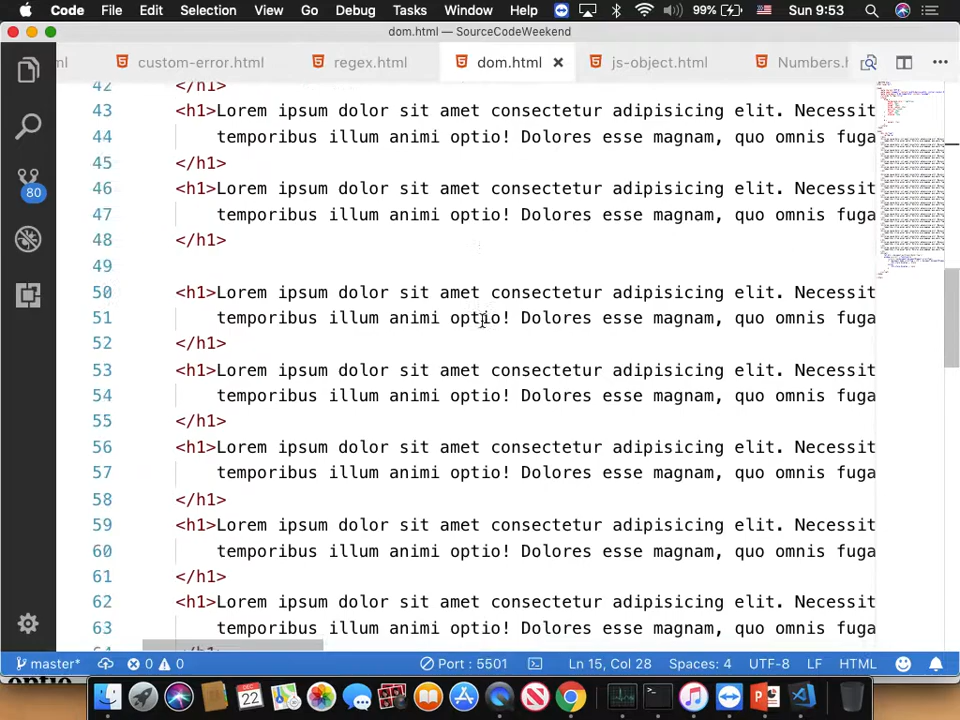 Code File Edit Selection View Go Debug Tasks Window Help 99% Sun 9:53
dom.html — SourceCodeWeekend
ml custom-error.html regex.html dom.html js-object.html Numbers.h
42 </h1>
43 <h1>Lorem ipsum dolor sit amet consectetur adipisicing elit. Necessit
44 temporibus illum animi optio! Dolores esse magnam, quo omnis fuga
45 </h1>
46 <h1>Lorem ipsum dolor sit amet consectetur adipisicing elit. Necessit
47 temporibus illum animi optio! Dolores esse magnam, quo omnis fuga
48 </h1>
49
50 <h1>Lorem ipsum dolor sit amet consectetur adipisicing elit. Necessit
51 temporibus illum animi optio! Dolores esse magnam, quo omnis fuga
52 </h1>
53 <h1>Lorem ipsum dolor sit amet consectetur adipisicing elit. Necessit
54 temporibus illum animi optio! Dolores esse magnam, quo omnis fuga
55 </h1>
56 <h1>Lorem ipsum dolor sit amet consectetur adipisicing elit. Necessit
57 temporibus illum animi optio! Dolores esse magnam, quo omnis fuga
58 </h1>
59 <h1>Lorem ipsum dolor sit amet consectetur adipisicing elit. Necessit
60 temporibus illum animi optio! Dolores esse magnam, quo omnis fuga
61 </h1>
62 <h1>Lorem ipsum dolor sit amet consectetur adipisicing elit. Necessit
63 temporibus illum animi optio! Dolores esse magnam, quo omnis fuga
80
master* 0 0 Port : 5501 Ln 15, Col 28 Spaces: 4 UTF-8 LF HTML
DEC
22